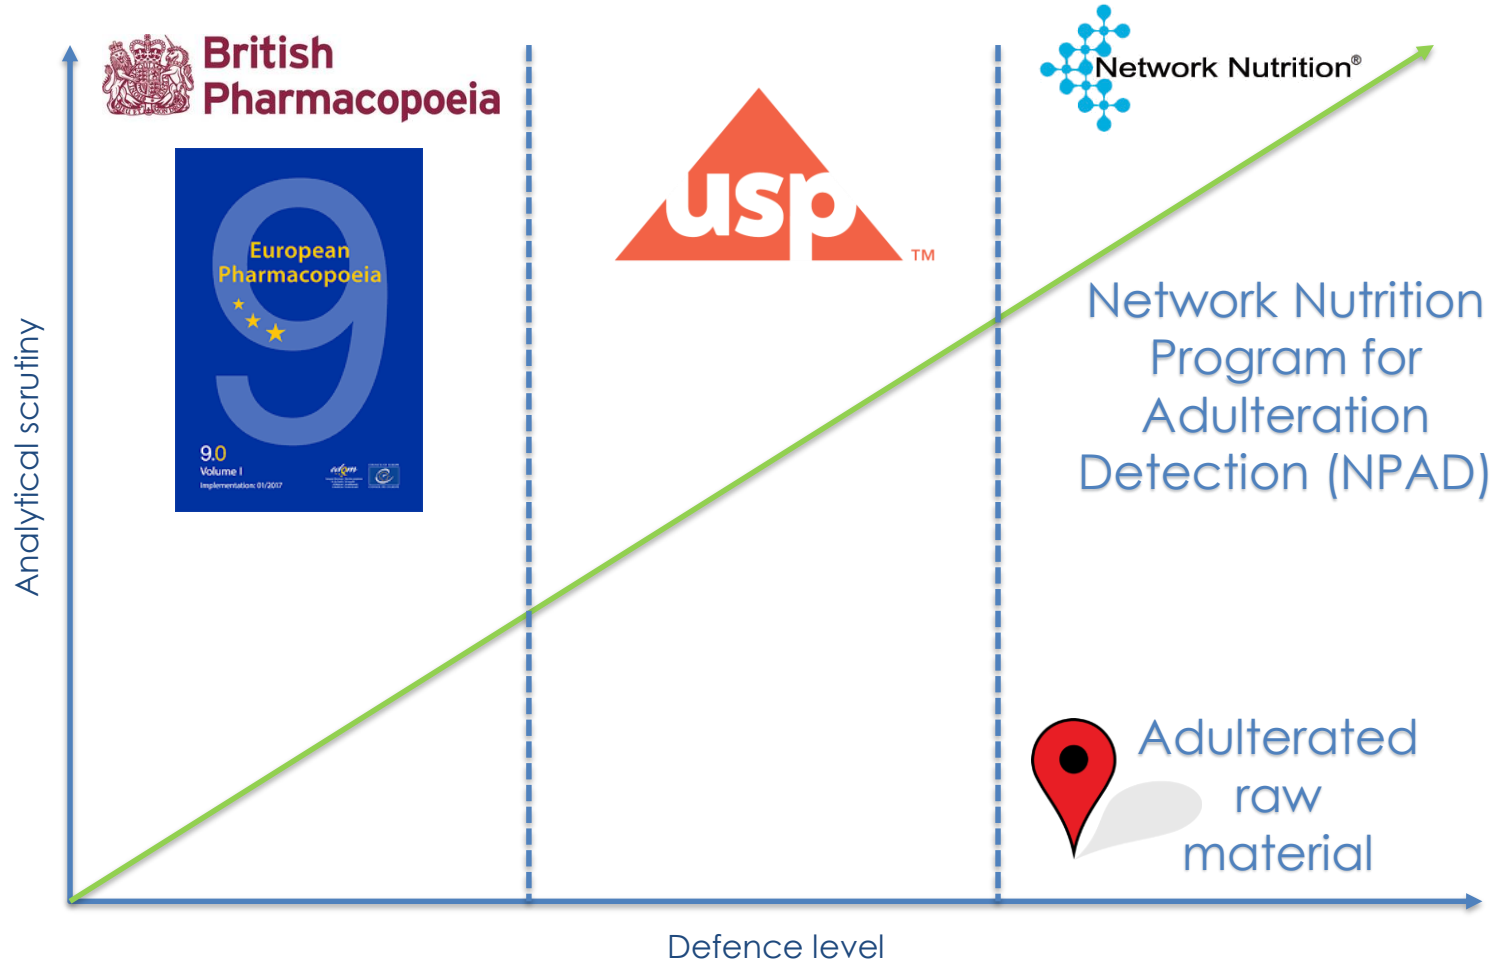 British
Pharmacopoeia
Network Nutrition®
usp
TM
9
European
Pharmacopoeia
9.0
Volume I
Implementation: 01/2017
edqm
Network Nutrition
Program for
Adulteration
Detection (NPAD)
Analytical scrutiny
Adulterated
raw
material
Defence level